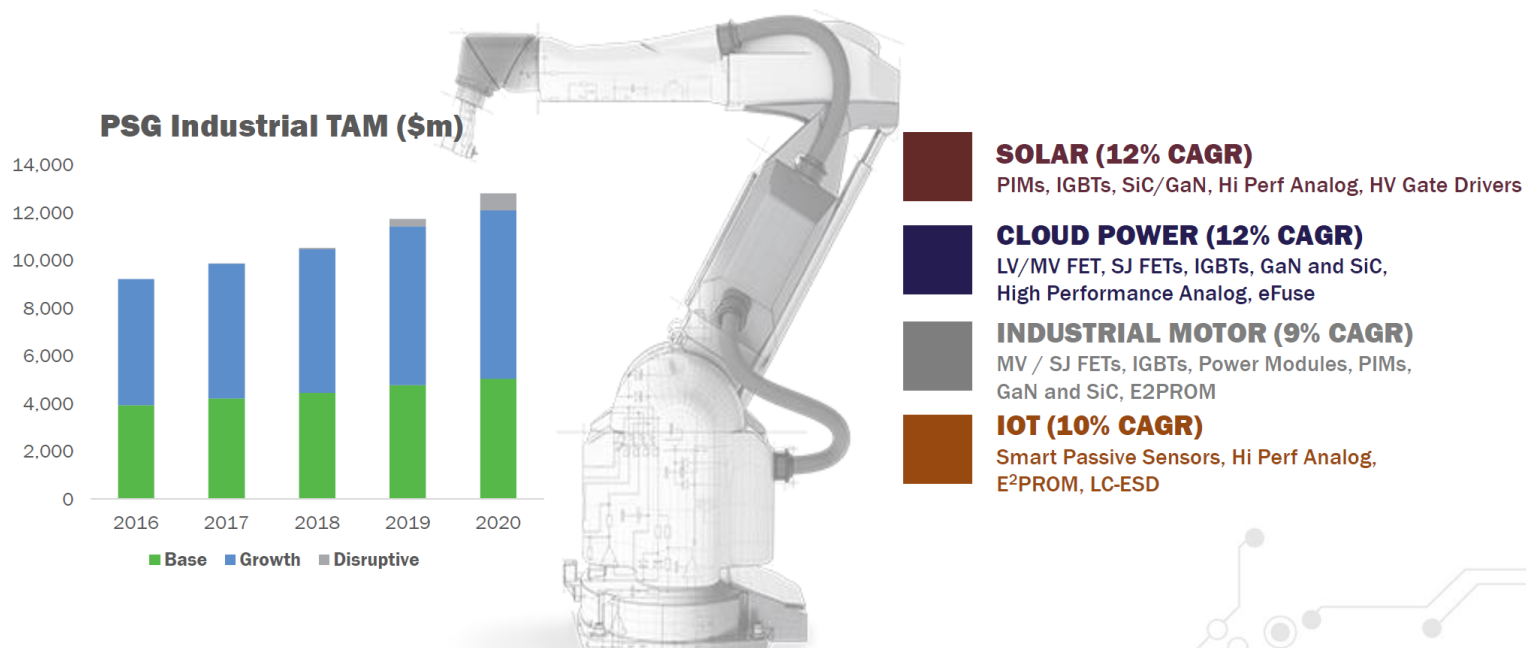 PSG Industrial TAM ($m)
14,000
12,000
10,000
8,000
6,000
4,000
2,000
0
2016 2017 2018 2019 2020
Base Growth Disruptive
SOLAR (12% CAGR)
PIMs, IGBTs, SiC/GaN, Hi Perf Analog, HV Gate Drivers
CLOUD POWER (12% CAGR)
LV/MV FET, SJ FETs, IGBTs, GaN and SiC,
High Performance Analog, eFuse
INDUSTRIAL MOTOR (9% CAGR)
MV / SJ FETs, IGBTs, Power Modules, PIMs,
GaN and SiC, E2PROM
IOT (10% CAGR)
Smart Passive Sensors, Hi Perf Analog,
E²PROM, LC-ESD